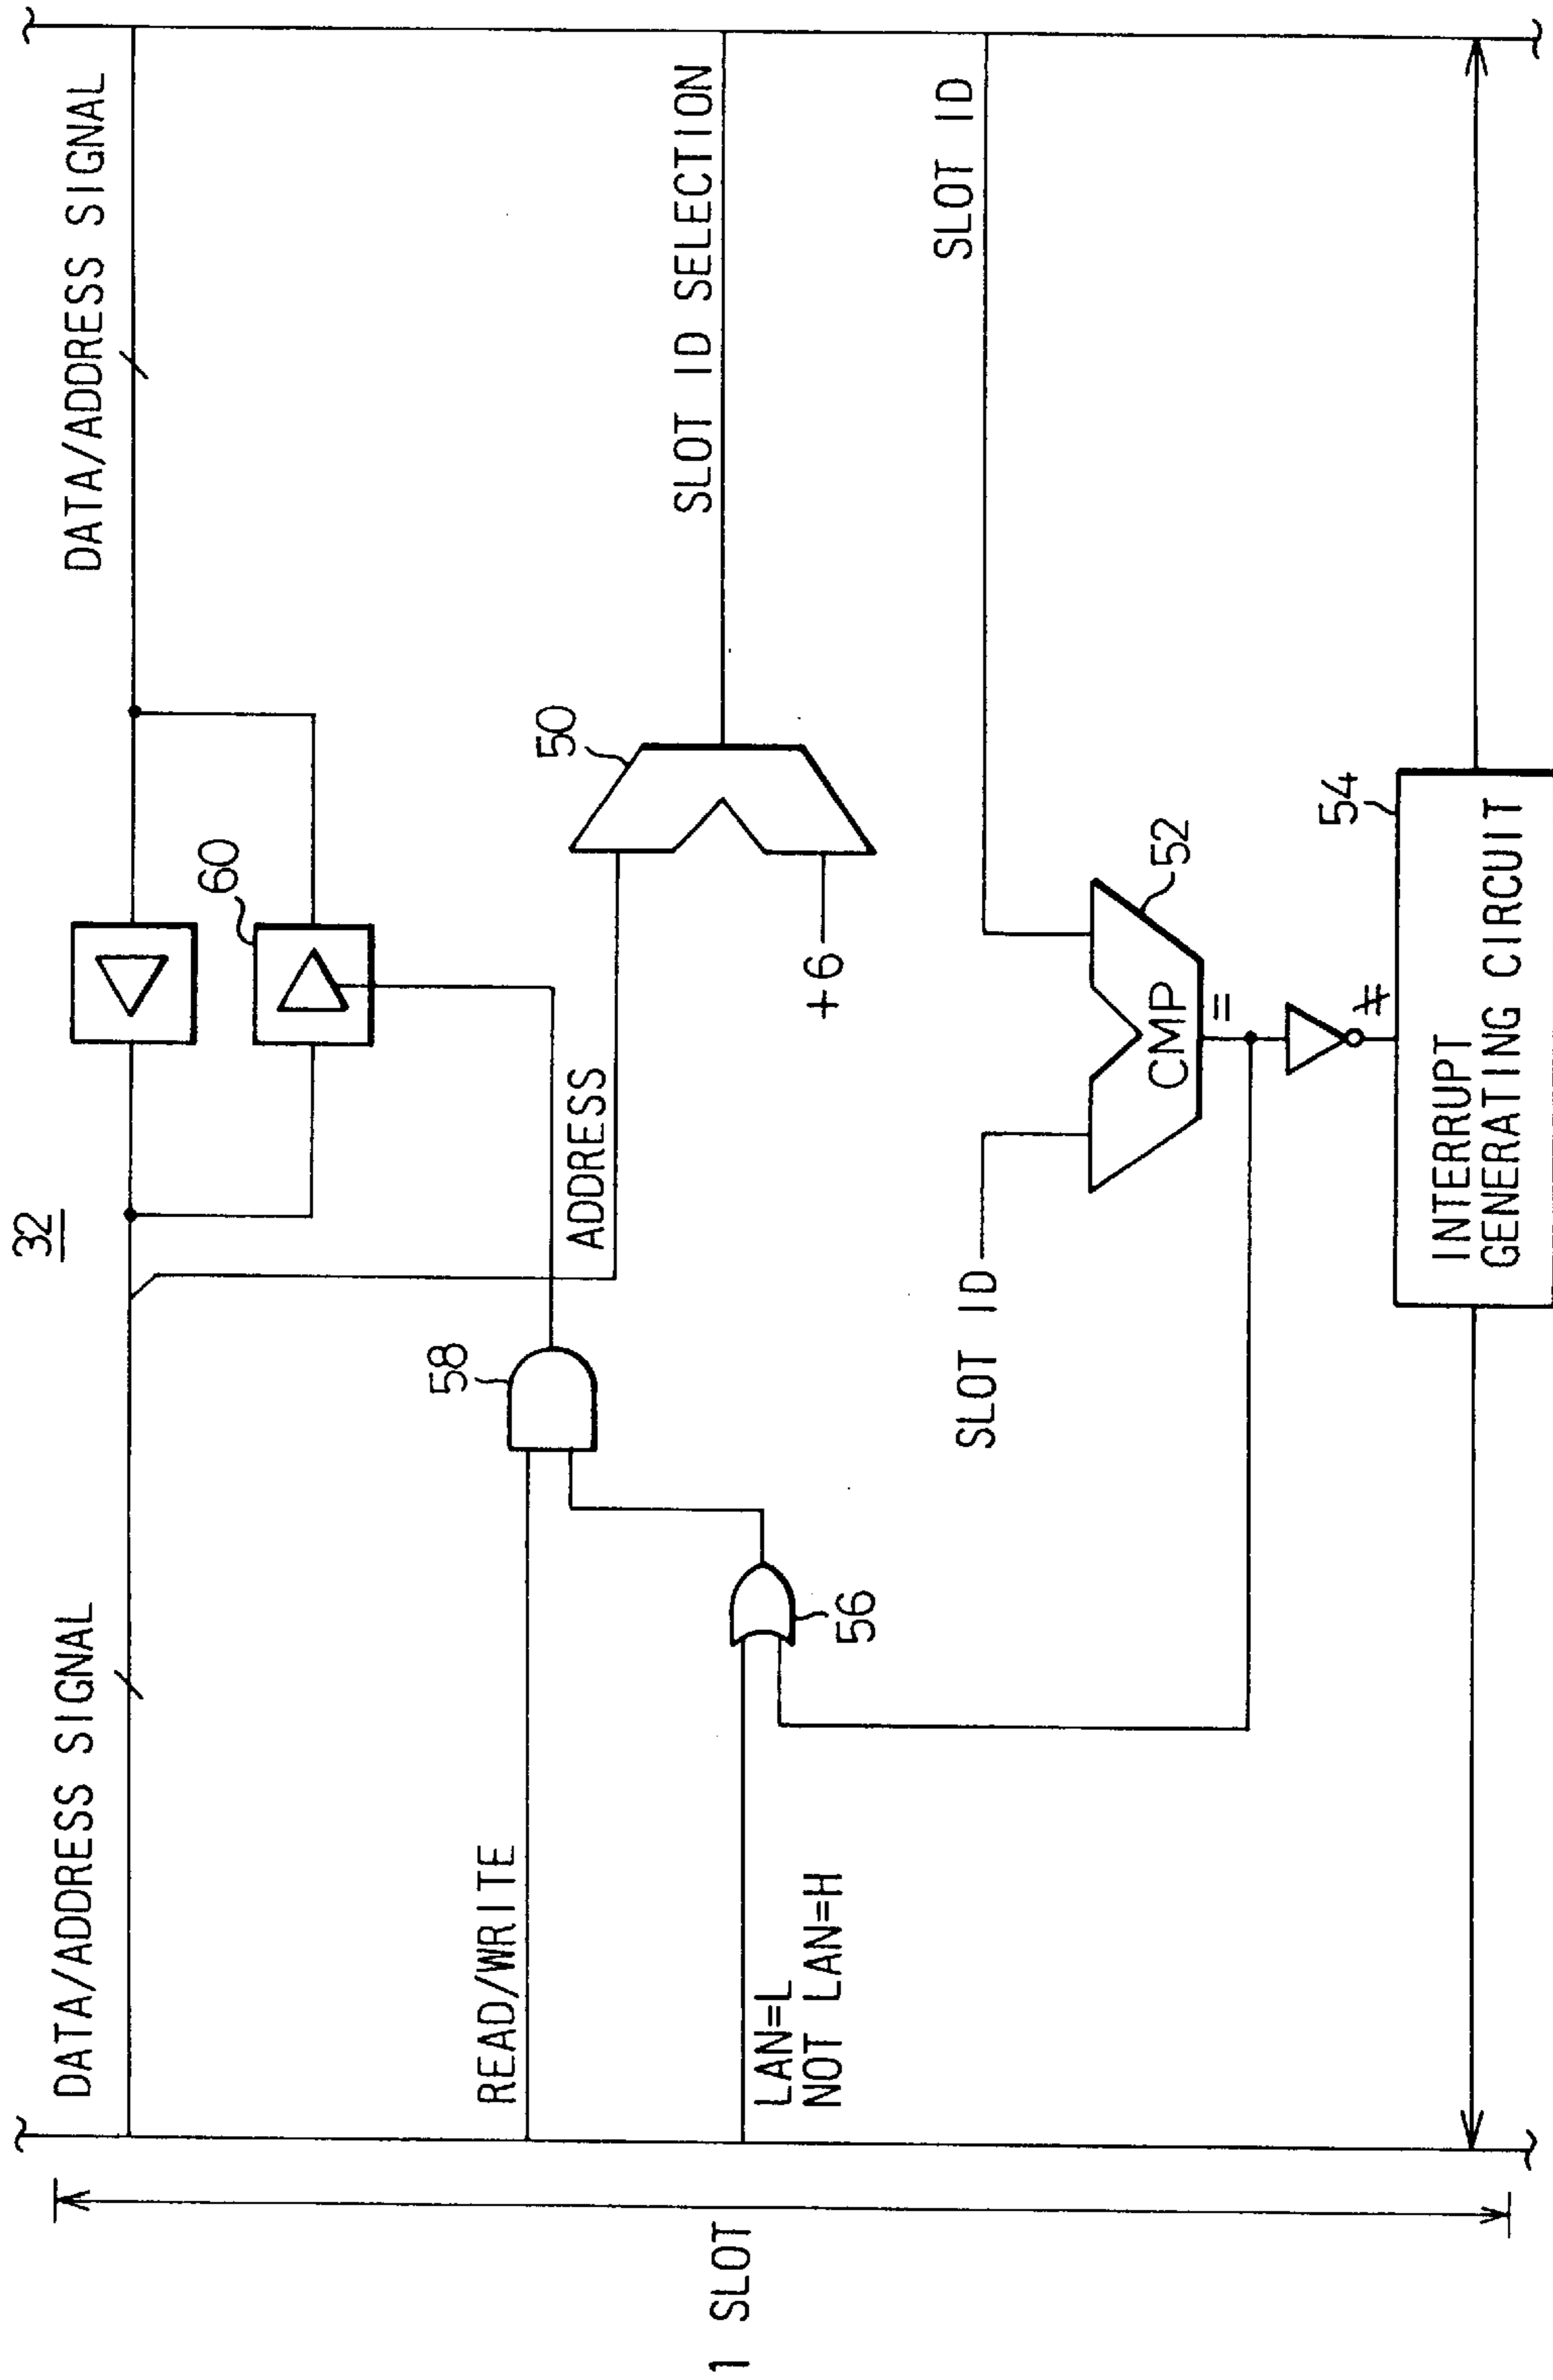 32
DATA/ADDRESS SIGNAL
DATA/ADDRESS SIGNAL
60
READ/WRITE
58
ADDRESS
50
SLOT ID SELECTION
+6
1 SLOT
LAN=L
NOT LAN=H
56
SLOT ID
SLOT ID
CMP
52
=
≠
54
INTERRUPT
GENERATING CIRCUIT